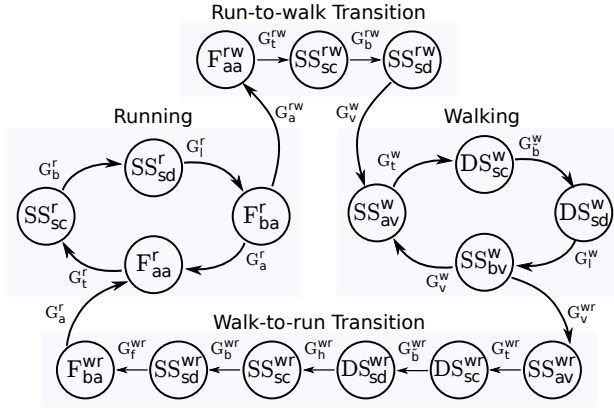 Run-to-walk Transition
F_aa^rw
G_t^rw
SS_sc^rw
G_b^rw
SS_sd^rw
G_a^rw
G_v^rw
Running
G_b^r
SS_sd^r
G_l^r
SS_sc^r
F_ba^r
G_t^r
F_aa^r
G_a^r
Walking
G_t^w
DS_sc^w
G_b̄^w
SS_av^w
DS_sd^w
G_v^w
SS_bv^w
G_l^w
G_a^r
G_v^wr
Walk-to-run Transition
F_ba^wr
G_f^wr
SS_sd^wr
G_b^wr
SS_sc^wr
G_h^wr
DS_sd^wr
G_b̄^wr
DS_sc^wr
G_t^wr
SS_av^wr